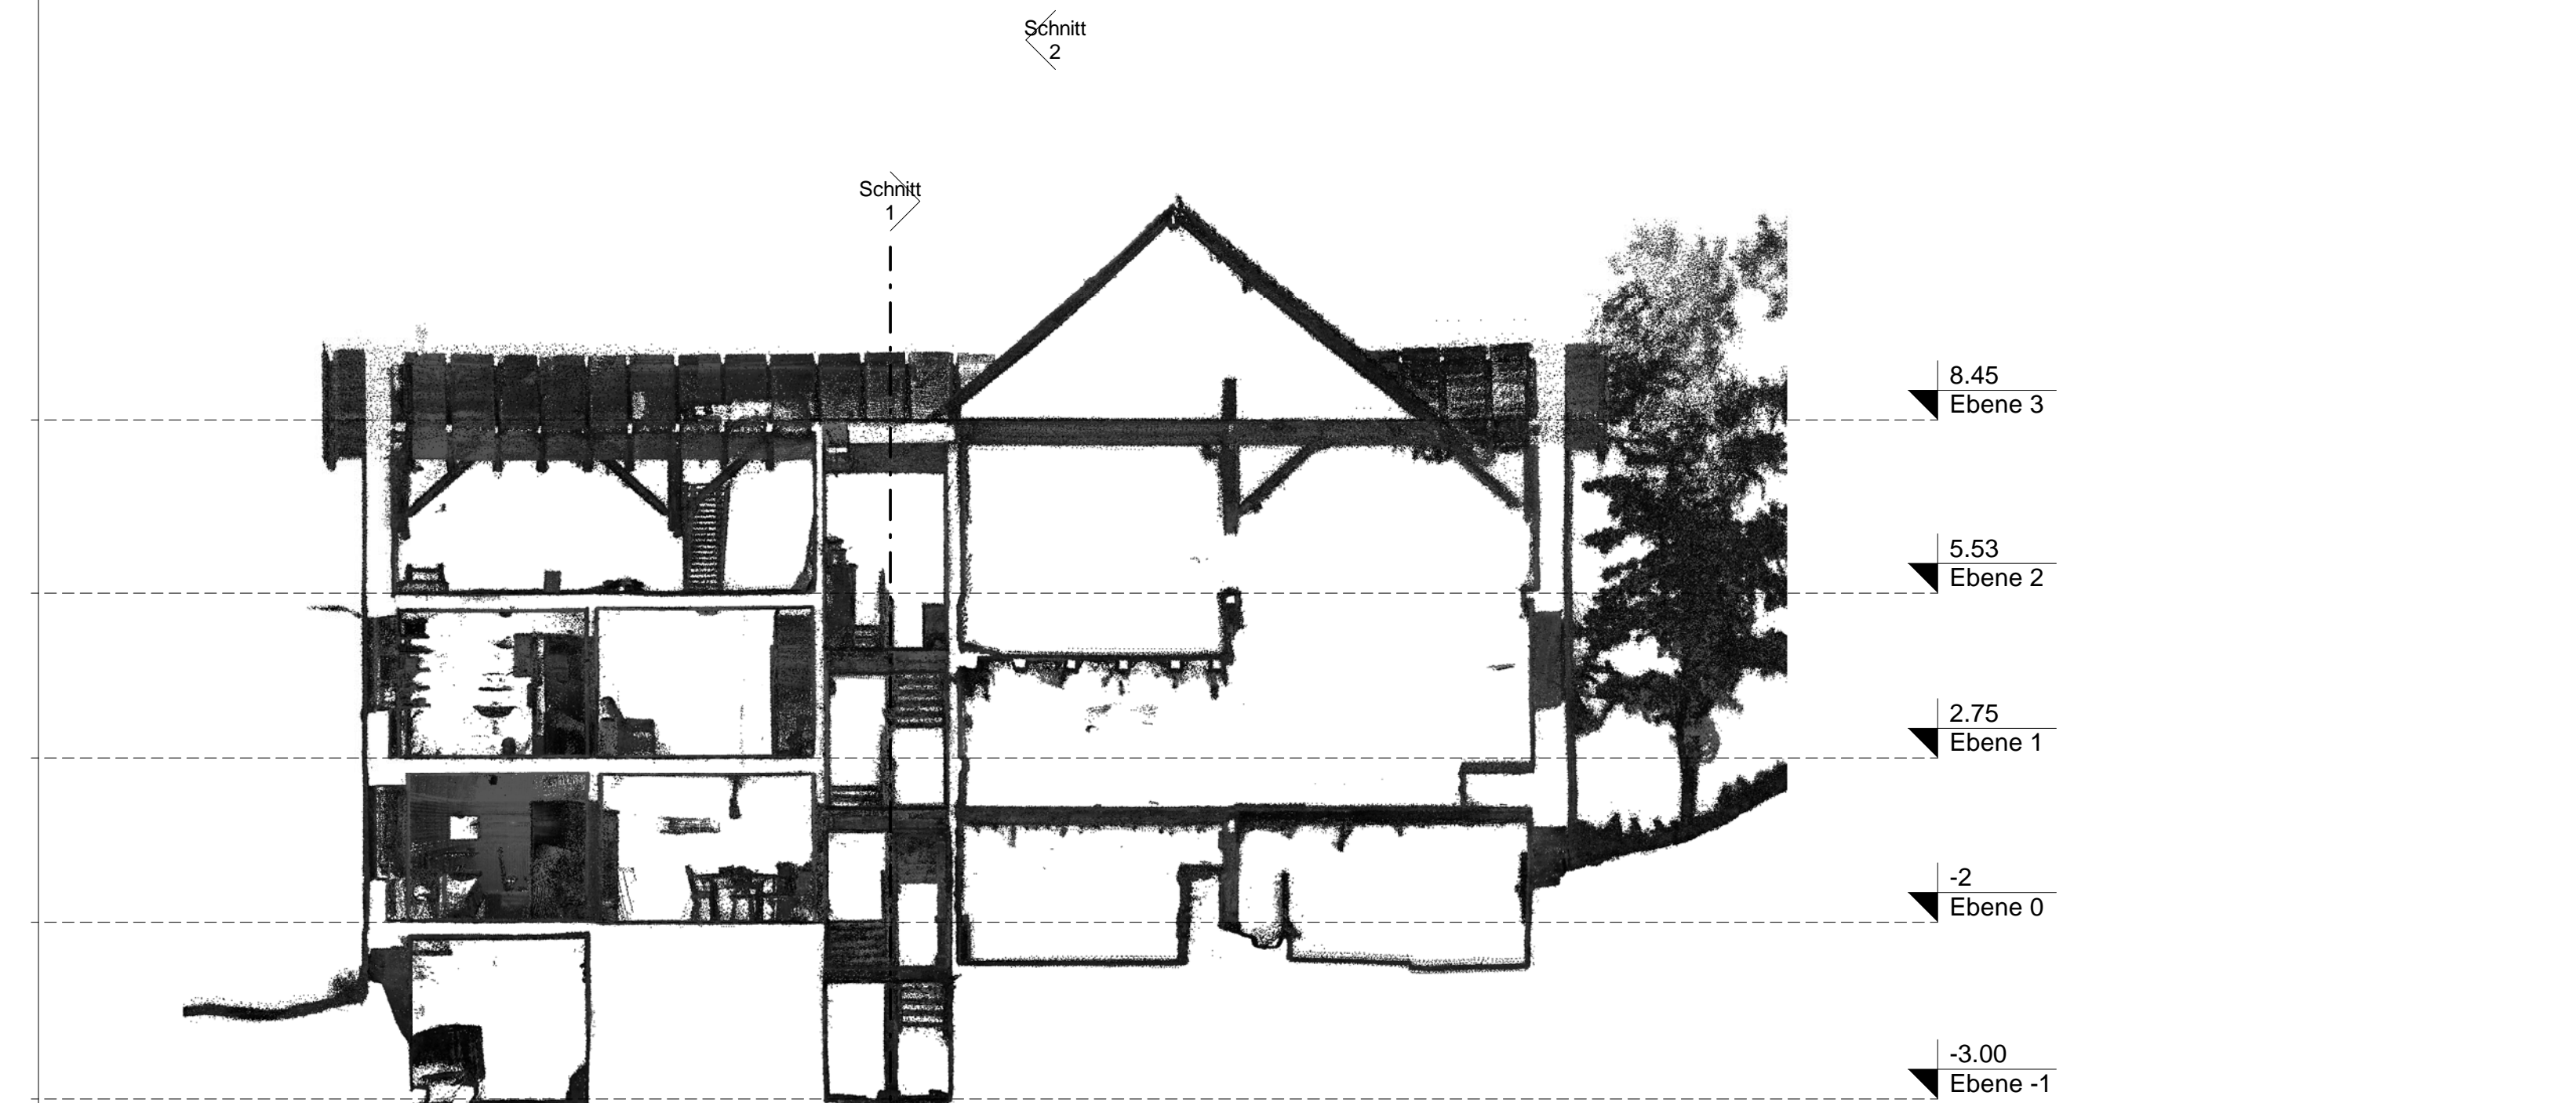 Schnitt
2
Schnitt
1
8.45
Ebene 3
5.53
Ebene 2
2.75
Ebene 1
-2
Ebene 0
-3.00
Ebene -1